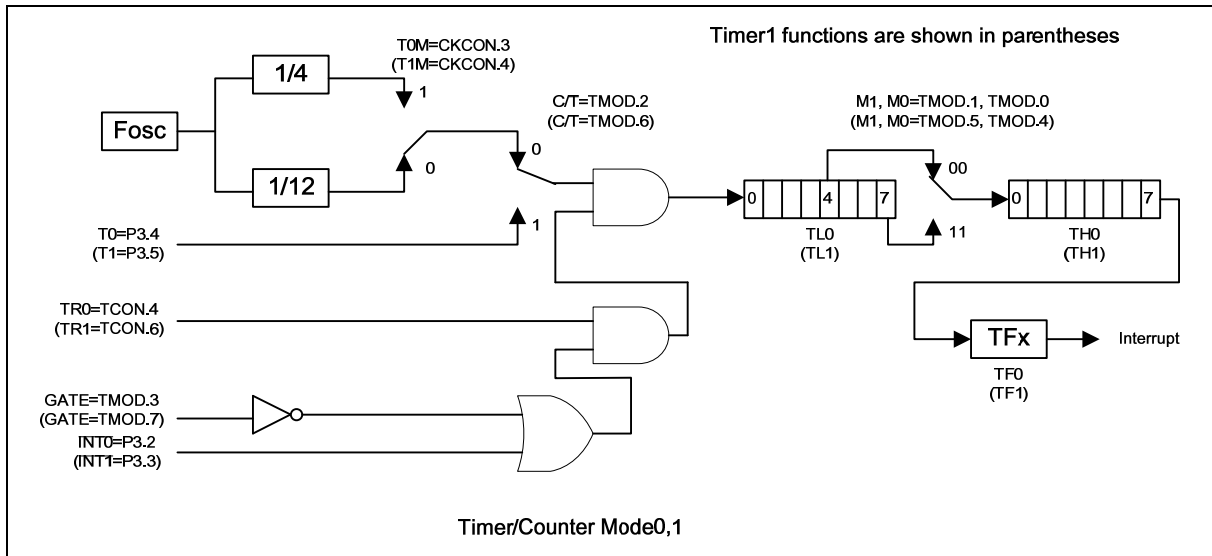 Timer1 functions are shown in parentheses
T0M=CKCON.3
(T1M=CKCON.4)
1/4
1
Fosc
C/T=TMOD.2
(C/T=TMOD.6)
M1, M0=TMOD.1, TMOD.0
(M1, M0=TMOD.5, TMOD.4)
0
1/12
0
00
0 4 7
0 7
T0=P3.4
(T1=P3.5)
1
11
TL0
(TL1)
TH0
(TH1)
TR0=TCON.4
(TR1=TCON.6)
TFx
Interrupt
TF0
(TF1)
GATE=TMOD.3
(GATE=TMOD.7)
INT0=P3.2
(INT1=P3.3)
Timer/Counter Mode0,1